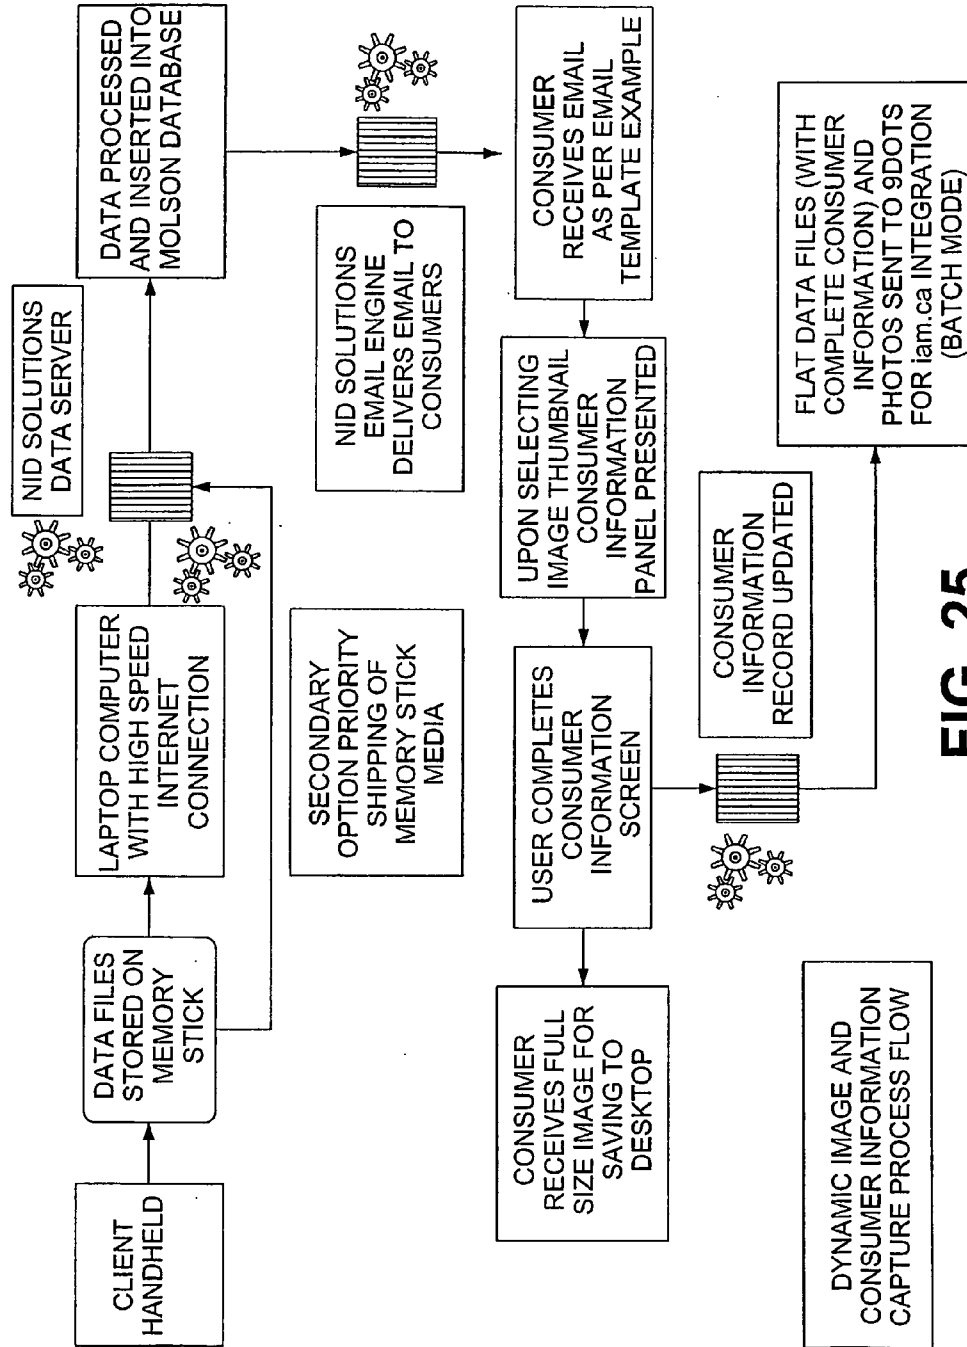 CLIENT
HANDHELD
DATA FILES
STORED ON
MEMORY
STICK
LAPTOP COMPUTER
WITH HIGH SPEED
INTERNET
CONNECTION
NID SOLUTIONS
DATA SERVER
DATA PROCESSED
AND INSERTED INTO
MOLSON DATABASE
SECONDARY
OPTION PRIORITY
SHIPPING OF
MEMORY STICK
MEDIA
NID SOLUTIONS
EMAIL ENGINE
DELIVERS EMAIL TO
CONSUMERS
CONSUMER
RECEIVES EMAIL
AS PER EMAIL
TEMPLATE EXAMPLE
UPON SELECTING
IMAGE THUMBNAIL
CONSUMER
INFORMATION
PANEL PRESENTED
USER COMPLETES
CONSUMER
INFORMATION
SCREEN
CONSUMER
RECEIVES FULL
SIZE IMAGE FOR
SAVING TO
DESKTOP
CONSUMER
INFORMATION
RECORD UPDATED
FLAT DATA FILES (WITH
COMPLETE CONSUMER
INFORMATION) AND
PHOTOS SENT TO 9DOTS
FOR iam.ca INTEGRATION
(BATCH MODE)
DYNAMIC IMAGE AND
CONSUMER INFORMATION
CAPTURE PROCESS FLOW
FIG. 25